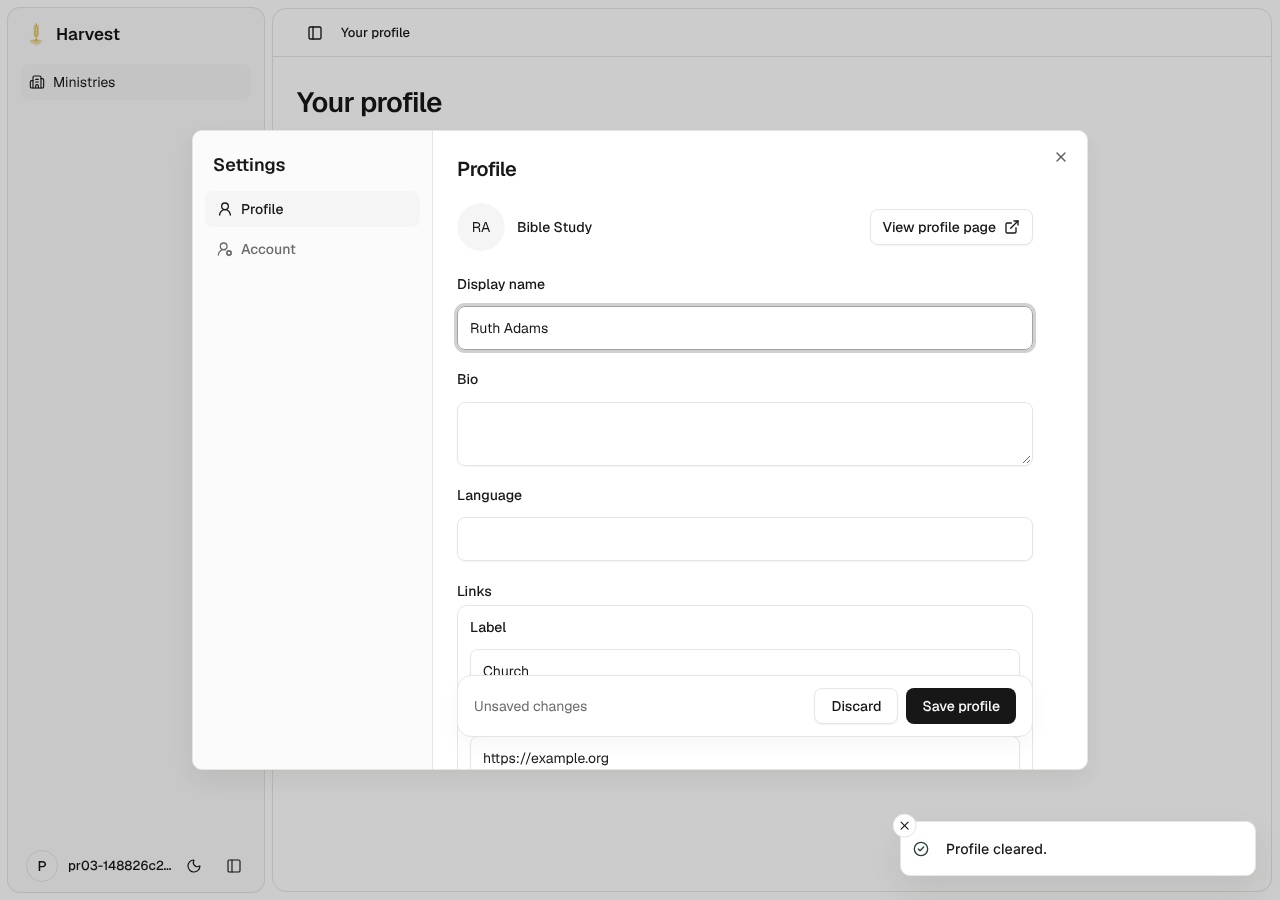 Harvest
Your profile
Ministries
Your profile
Settings
Profile
Account
Profile
RA
Bible Study
View profile page
Display name
Ruth Adams
Bio
Language
Links
Label
Church
Unsaved changes
Discard
Save profile
https://example.org
Profile cleared.
P
pr03-148826c2...